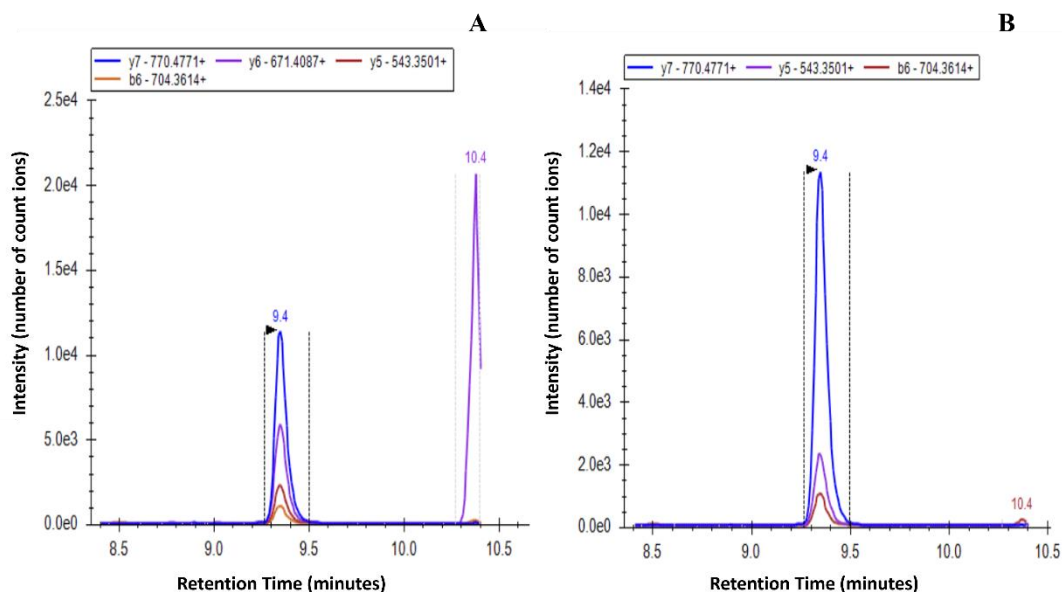 A
y7 - 770.4771+ y6 - 671.4087+ y5 - 543.3501+
b6 - 704.3614+
2.5e4
2.0e4
1.5e4
1.0e4
5.0e3
0.0e0
Intensity (number of count ions)
9.4
10.4
8.5 9.0 9.5 10.0
Retention Time (minutes)
B
y7 - 770.4771+ y5 - 543.3501+ b6 - 704.3614+
1.4e4
1.2e4
1.0e4
8.0e3
6.0e3
4.0e3
2.0e3
0.0e0
Intensity (number of count ions)
9.4
10.4
8.5 9.0 9.5 10.0 10.5
Retention Time (minutes)